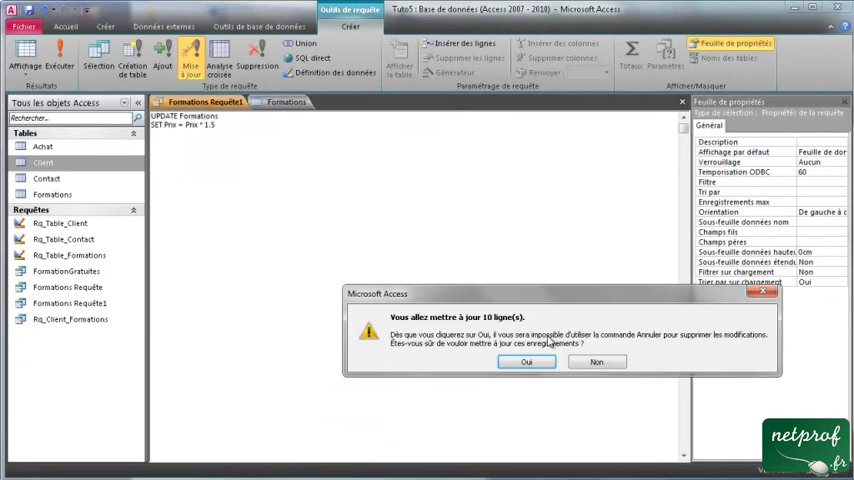 Outils de requête
Tuto5 : Base de données (Access 2007 - 2010) - Microsoft Access
Fichier
Accueil
Créer
Données externes
Outils de base de données
Créer
Affichage
Exécuter
Résultats
Sélection
Création de table
Ajout
Mise à jour
Analyse croisée
Suppression
Union
SQL direct
Définition des données
Type de requête
Afficher la table
Insérer des lignes
Supprimer les lignes
Générateur
Insérer des colonnes
Supprimer colonnes
Renvoyer :
Paramétrage de requête
Totaux
Paramètres
Feuille de propriétés
Noms des tables
Afficher/Masquer
Tous les objets Access
Rechercher...
Tables
Achat
Client
Contact
Formations
Requêtes
Rq_Table_Client
Rq_Table_Contact
Rq_Table_Formations
FormationGratuites
Formations Requête
Formations Requête1
Rq_Client_Formations
Formations Requête1
Formations
UPDATE Formations
SET Prix = Prix * 1.5
Feuille de propriétés
Type de sélection : Propriétés de la requête
Général
Description
Affichage par défaut Feuille de don
Verrouillage Aucun
Temporisation ODBC 60
Filtre
Tri par
Enregistrements max
Orientation De gauche à d
Sous-feuille données nom
Champs fils
Champs pères
Sous-feuille données hauteu 0cm
Sous-feuille données étendu Non
Filtrer sur chargement Non
Trier par sur chargement Oui
Microsoft Access
Vous allez mettre à jour 10 ligne(s).
Dès que vous cliquerez sur Oui, il vous sera impossible d'utiliser la commande Annuler pour supprimer les modifications.
Êtes-vous sûr de vouloir mettre à jour ces enregistrements ?
Oui
Non
netprof
.fr